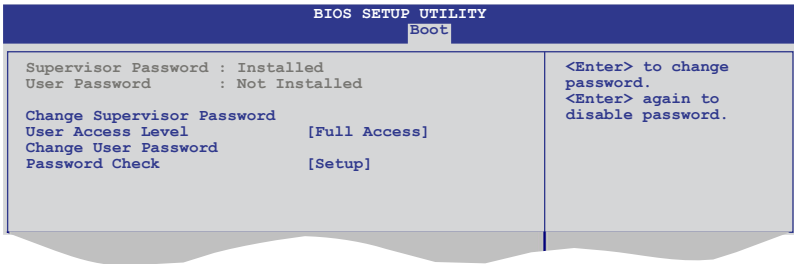 BIOS SETUP UTILITY
Boot
Supervisor Password : Installed
User Password : Not Installed
Change Supervisor Password
User Access Level [Full Access]
Change User Password
Password Check [Setup]
<Enter> to change
password.
<Enter> again to
disable password.